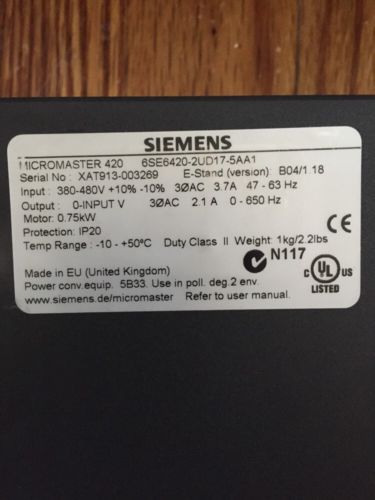 SIEMENS
MICROMASTER 420 6SE6420-2UD17-5AA1
Serial No : XAT913-003269 E-Stand (version): B04/1.18
Input : 380-480V +10% -10% 3ØAC 3.7A 47 - 63 Hz
Output : 0-INPUT V 3ØAC 2.1 A 0 - 650 Hz
Motor: 0.75kW
Protection: IP20
Temp Range : -10 - +50°C Duty Class II Weight: 1kg/2.2lbs
CE
N117
Made in EU (United Kingdom)
Power conv.equip. 5B33. Use in poll. deg.2 env.
www.siemens.de/micromaster Refer to user manual.
C UL US
LISTED